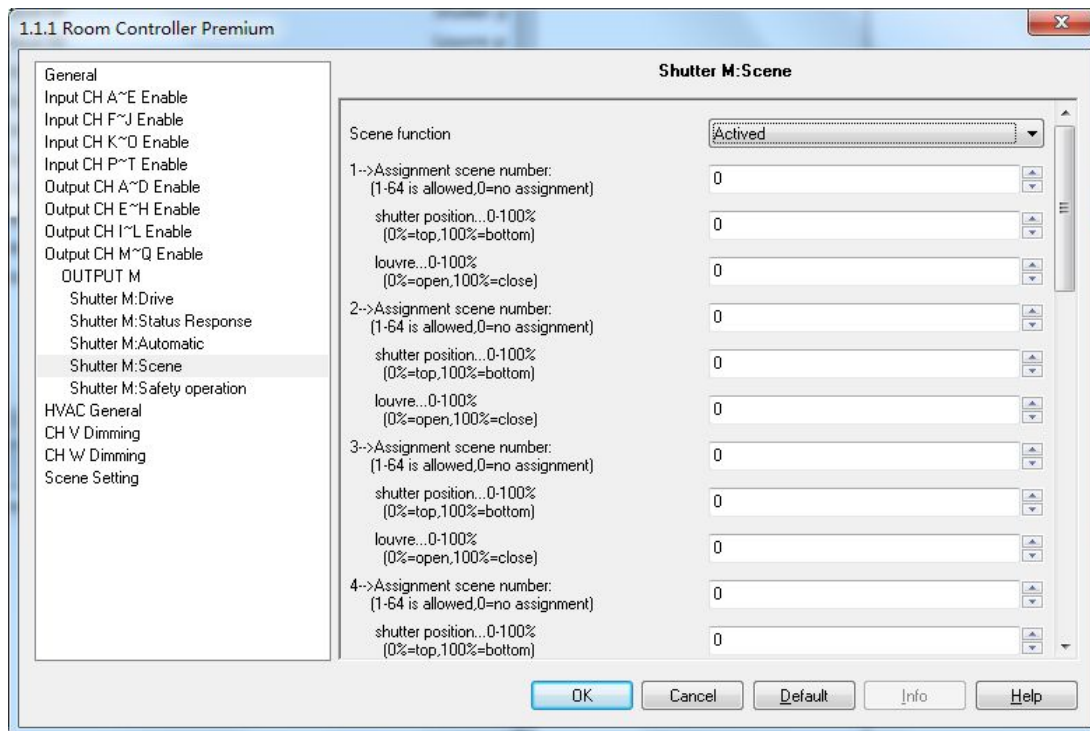 1.1.1 Room Controller Premium
General
Input CH A~E Enable
Input CH F~J Enable
Input CH K~O Enable
Input CH P~T Enable
Output CH A~D Enable
Output CH E~H Enable
Output CH I~L Enable
Output CH M~Q Enable
OUTPUT M
Shutter M:Drive
Shutter M:Status Response
Shutter M:Automatic
Shutter M:Scene
Shutter M:Safety operation
HVAC General
CH V Dimming
CH W Dimming
Scene Setting
Shutter M:Scene
Scene function Actived
1-->Assignment scene number: 0
(1-64 is allowed,0=no assignment)
shutter position...0-100% 0
(0%=top,100%=bottom)
louvre...0-100% 0
(0%=open,100%=close)
2-->Assignment scene number: 0
(1-64 is allowed,0=no assignment)
shutter position...0-100% 0
(0%=top,100%=bottom)
louvre...0-100% 0
(0%=open,100%=close)
3-->Assignment scene number: 0
(1-64 is allowed,0=no assignment)
shutter position...0-100% 0
(0%=top,100%=bottom)
louvre...0-100% 0
(0%=open,100%=close)
4-->Assignment scene number: 0
(1-64 is allowed,0=no assignment)
shutter position...0-100% 0
(0%=top,100%=bottom)
OK Cancel Default Info Help